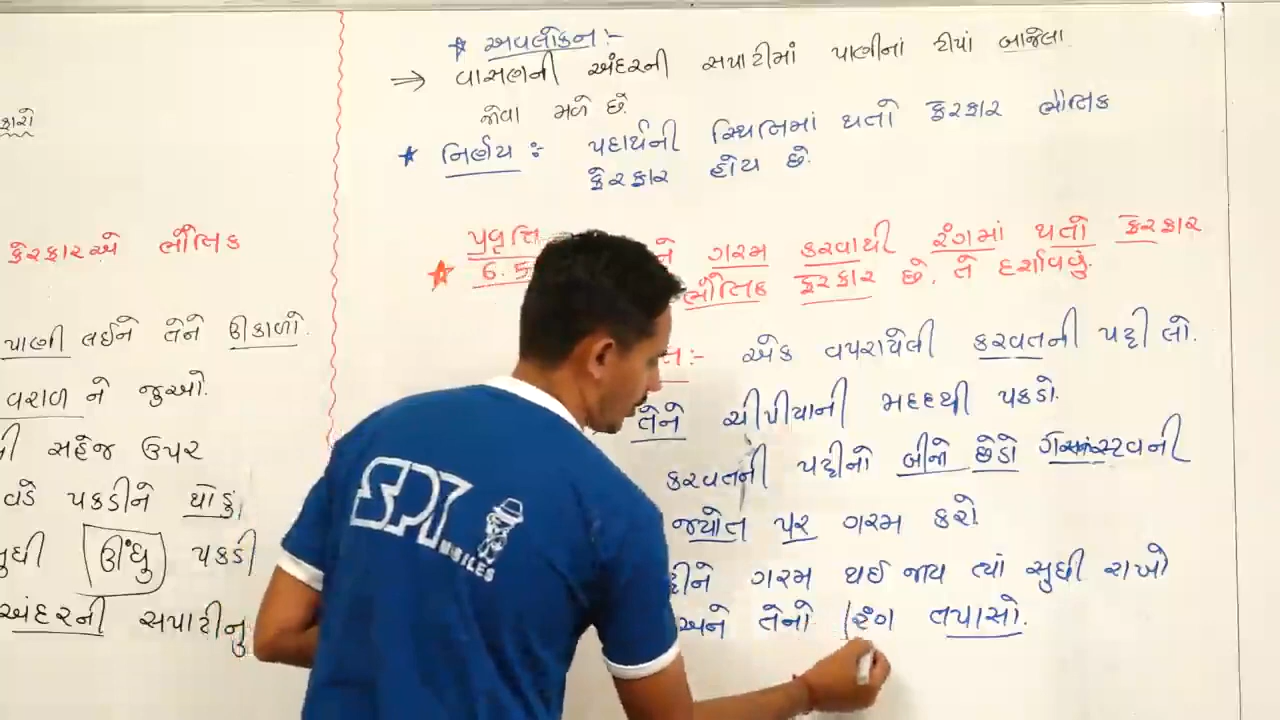 કારો
ફેરફાર એ ભૌતિક
પાણી લઈને તેને ઊકાળો.
વરાળ ને જુઓ.
સહેજ ઉપર
વડે પકડીને થોડું
સુધી ઊંધુ પકડી
અંદરની સપાટીનુ
★ અવલોકન :-
⇒ વાસણની અંદરની સપાટીમાં પાણીનાં ટીપાં બાજેલા
જોવા મળે છે.
★ નિર્ણય : પદાર્થની સ્થિતિમાં થતો ફેરફાર ભૌતિક
ફેરફાર હોય છે.
પ્રવૃત્તિ
★ 6.5 ને ગરમ કરવાથી રંગમાં થતો ફેરફાર
ભૌતિક ફેરફાર છે, તે દર્શાવવું.
:- એક વપરાયેલી કરવતની પટ્ટી લો.
તેને ચીપીયાની મદદથી પકડો.
કરવતની પટ્ટીનો બીજો છેડો ગેસસ્ટવની
જ્યોત પર ગરમ કરો.
ગરમ થઈ જાય ત્યાં સુધી રાખો
અને તેનો રંગ તપાસો.
SPI
MOBILES